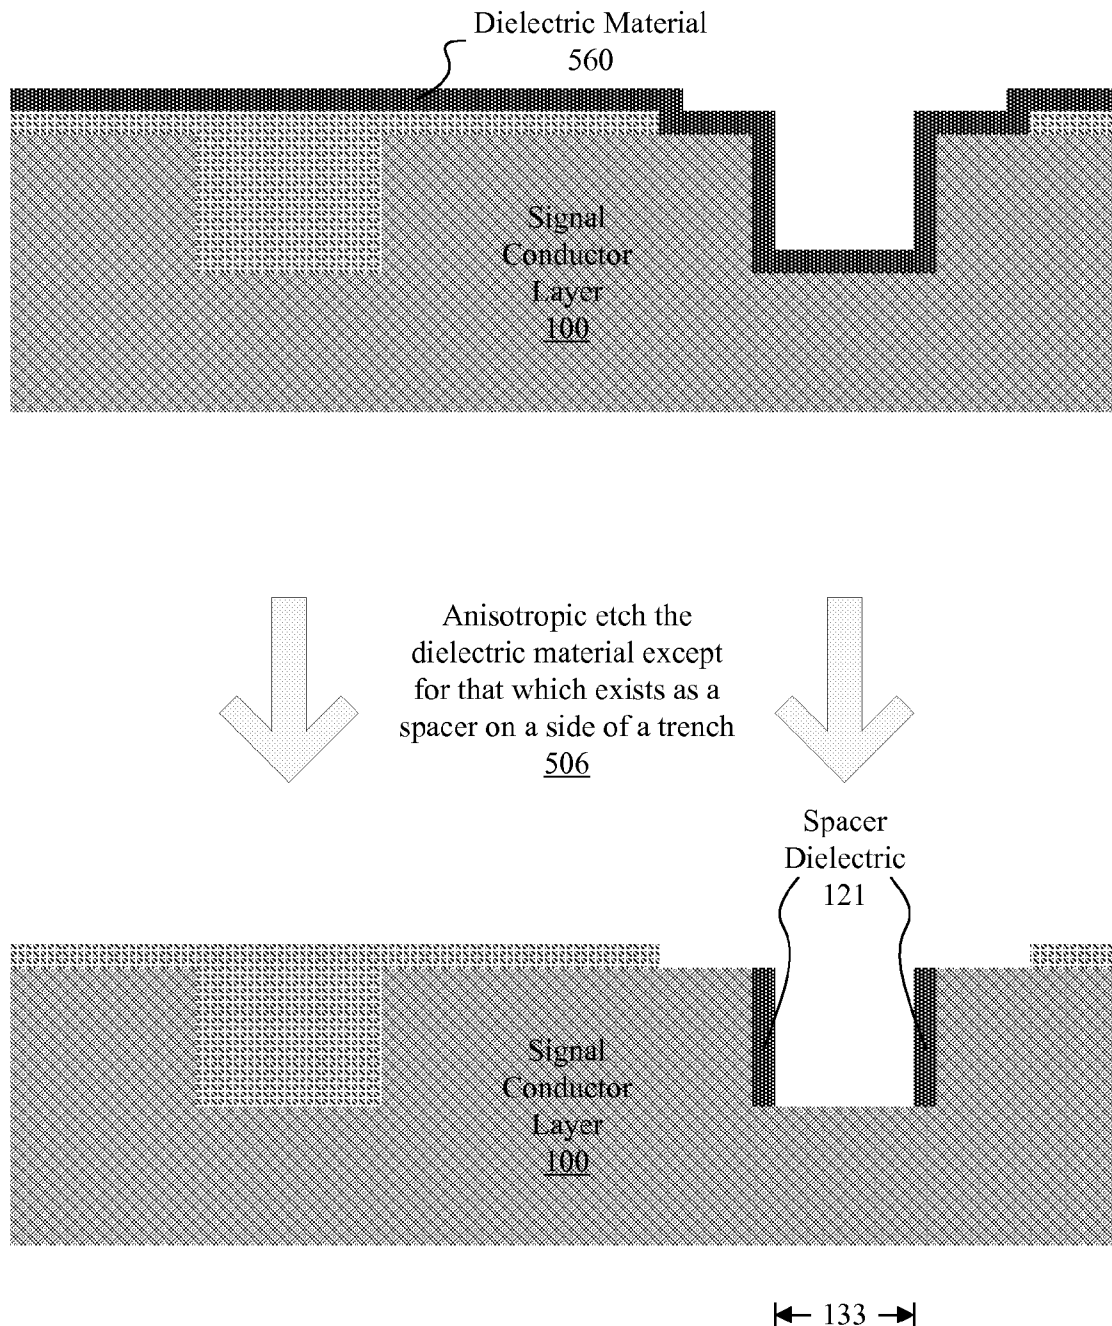 Dielectric Material
560
Signal
Conductor
Layer
100
Anisotropic etch the
dielectric material except
for that which exists as a
spacer on a side of a trench
506
Spacer
Dielectric
121
Signal
Conductor
Layer
100
133